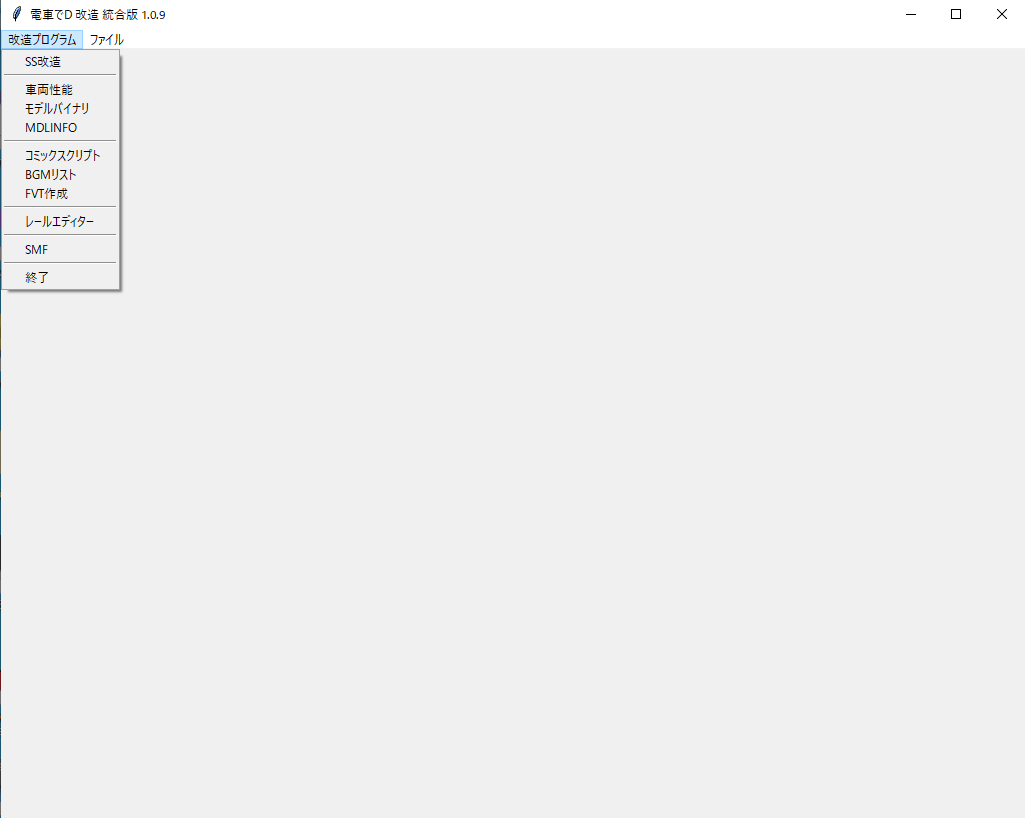 電車でD 改造 統合版 1.0.9
改造プログラム ファイル
SS改造
車両性能
モデルバイナリ
MDLINFO
コミックスクリプト
BGMリスト
FVT作成
レールエディター
SMF
終了